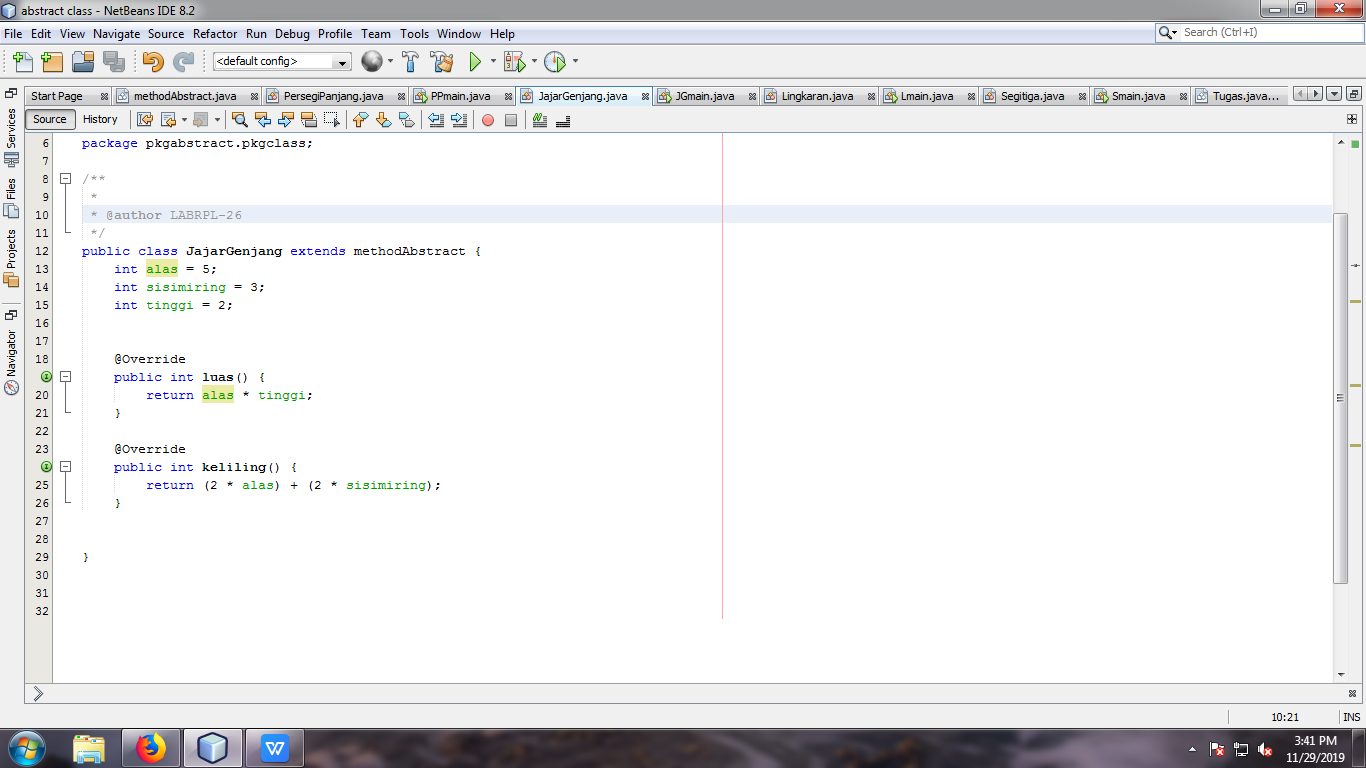 abstract class - NetBeans IDE 8.2
File Edit View Navigate Source Refactor Run Debug Profile Team Tools Window Help
Search (Ctrl+I)
<default config>
Start Page methodAbstract.java PersegiPanjang.java PPmain.java JajarGenjang.java JGmain.java Lingkaran.java Lmain.java Segitiga.java Smain.java Tugas.java...
Source History
Services
Files
Projects
Navigator
6 package pkgabstract.pkgclass;
7
8 /**
9 *
10 * @author LABRPL-26
11 */
12 public class JajarGenjang extends methodAbstract {
13 int alas = 5;
14 int sisimiring = 3;
15 int tinggi = 2;
16
17
18 @Override
public int luas() {
20 return alas * tinggi;
21 }
22
23 @Override
public int keliling() {
25 return (2 * alas) + (2 * sisimiring);
26 }
27
28
29 }
30
31
32
10:21 INS
3:41 PM
11/29/2019